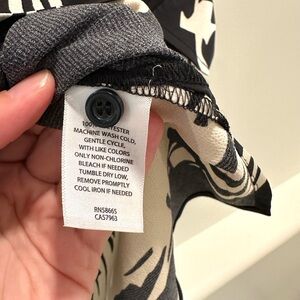 100% POLYESTER
MACHINE WASH COLD,
GENTLE CYCLE,
WITH LIKE COLORS
ONLY NON-CHLORINE
BLEACH IF NEEDED
TUMBLE DRY LOW,
REMOVE PROMPTLY
COOL IRON IF NEEDED
RN58665
CA57963